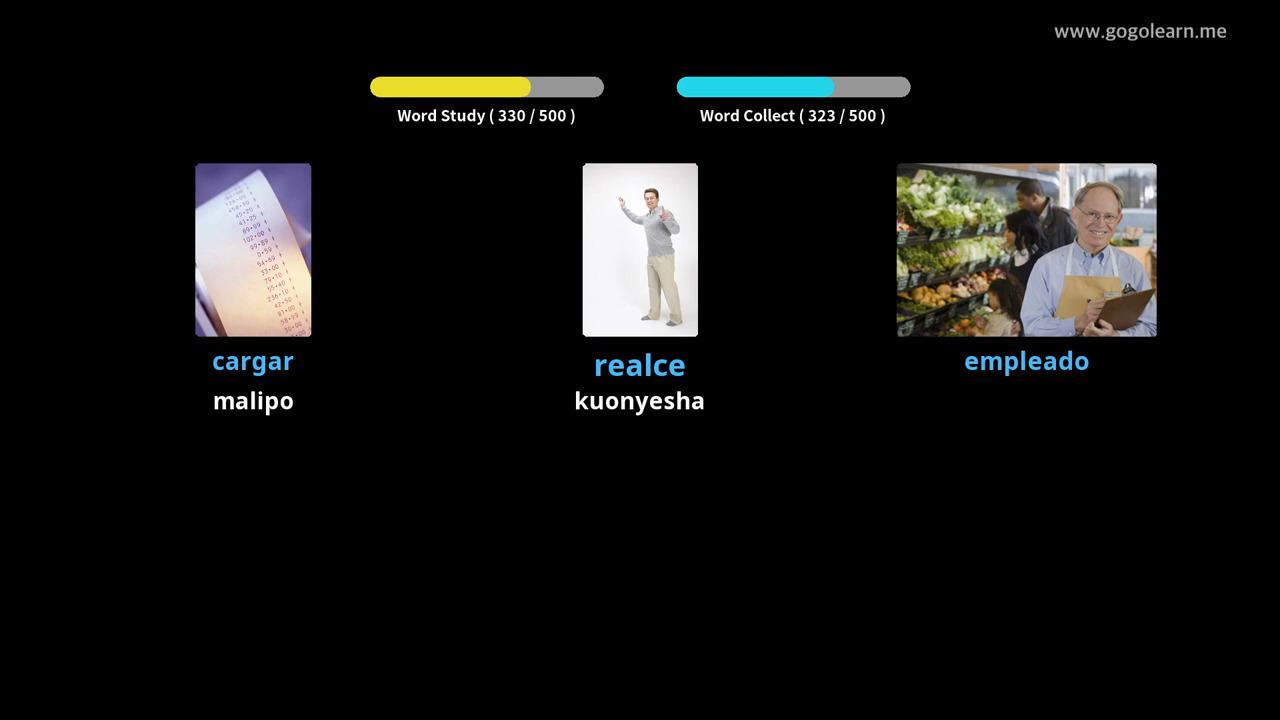 www.gogolearn.me
Word Study ( 330 / 500 )
Word Collect ( 323 / 500 )
cargar
realce
empleado
malipo
kuonyesha